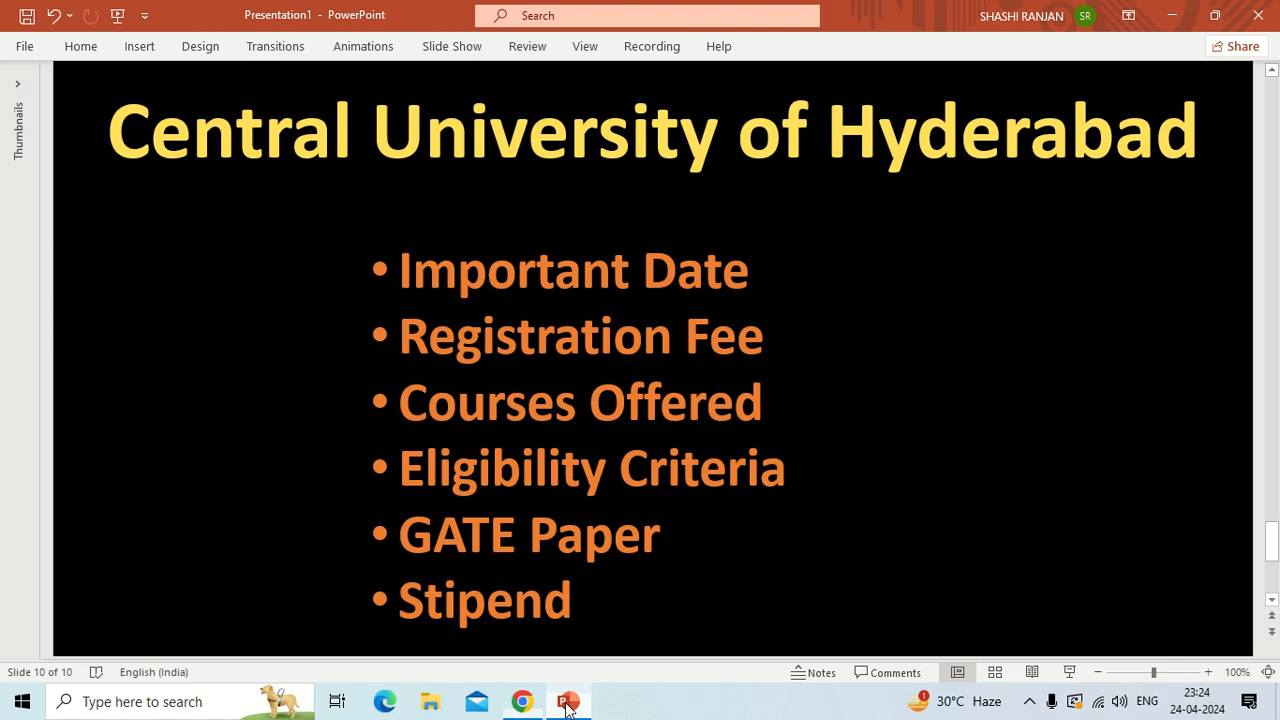 Presentation1 - PowerPoint
Search
SHASHI RANJAN
SR
File
Home
Insert
Design
Transitions
Animations
Slide Show
Review
View
Recording
Help
Share
Thumbnails
Central University of Hyderabad
• Important Date
• Registration Fee
• Courses Offered
• Eligibility Criteria
• GATE Paper
• Stipend
Slide 10 of 10
English (India)
Notes
Comments
100%
Type here to search
1
30°C Haze
ENG
23:24
24-04-2024